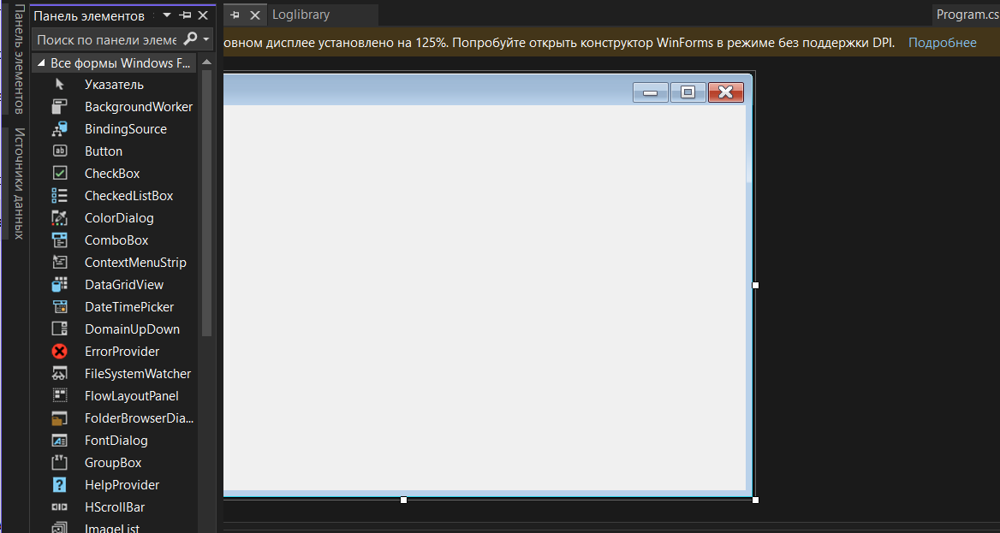 Панель элементов
Источники данных
Панель элементов
Поиск по панели элеме
Все формы Windows F...
Указатель
BackgroundWorker
BindingSource
Button
CheckBox
CheckedListBox
ColorDialog
ComboBox
ContextMenuStrip
DataGridView
DateTimePicker
DomainUpDown
ErrorProvider
FileSystemWatcher
FlowLayoutPanel
FolderBrowserDia...
FontDialog
GroupBox
HelpProvider
HScrollBar
ImageList
Loglibrary
Program.cs
овном дисплее установлено на 125%. Попробуйте открыть конструктор WinForms в режиме без поддержки DPI. Подробнее